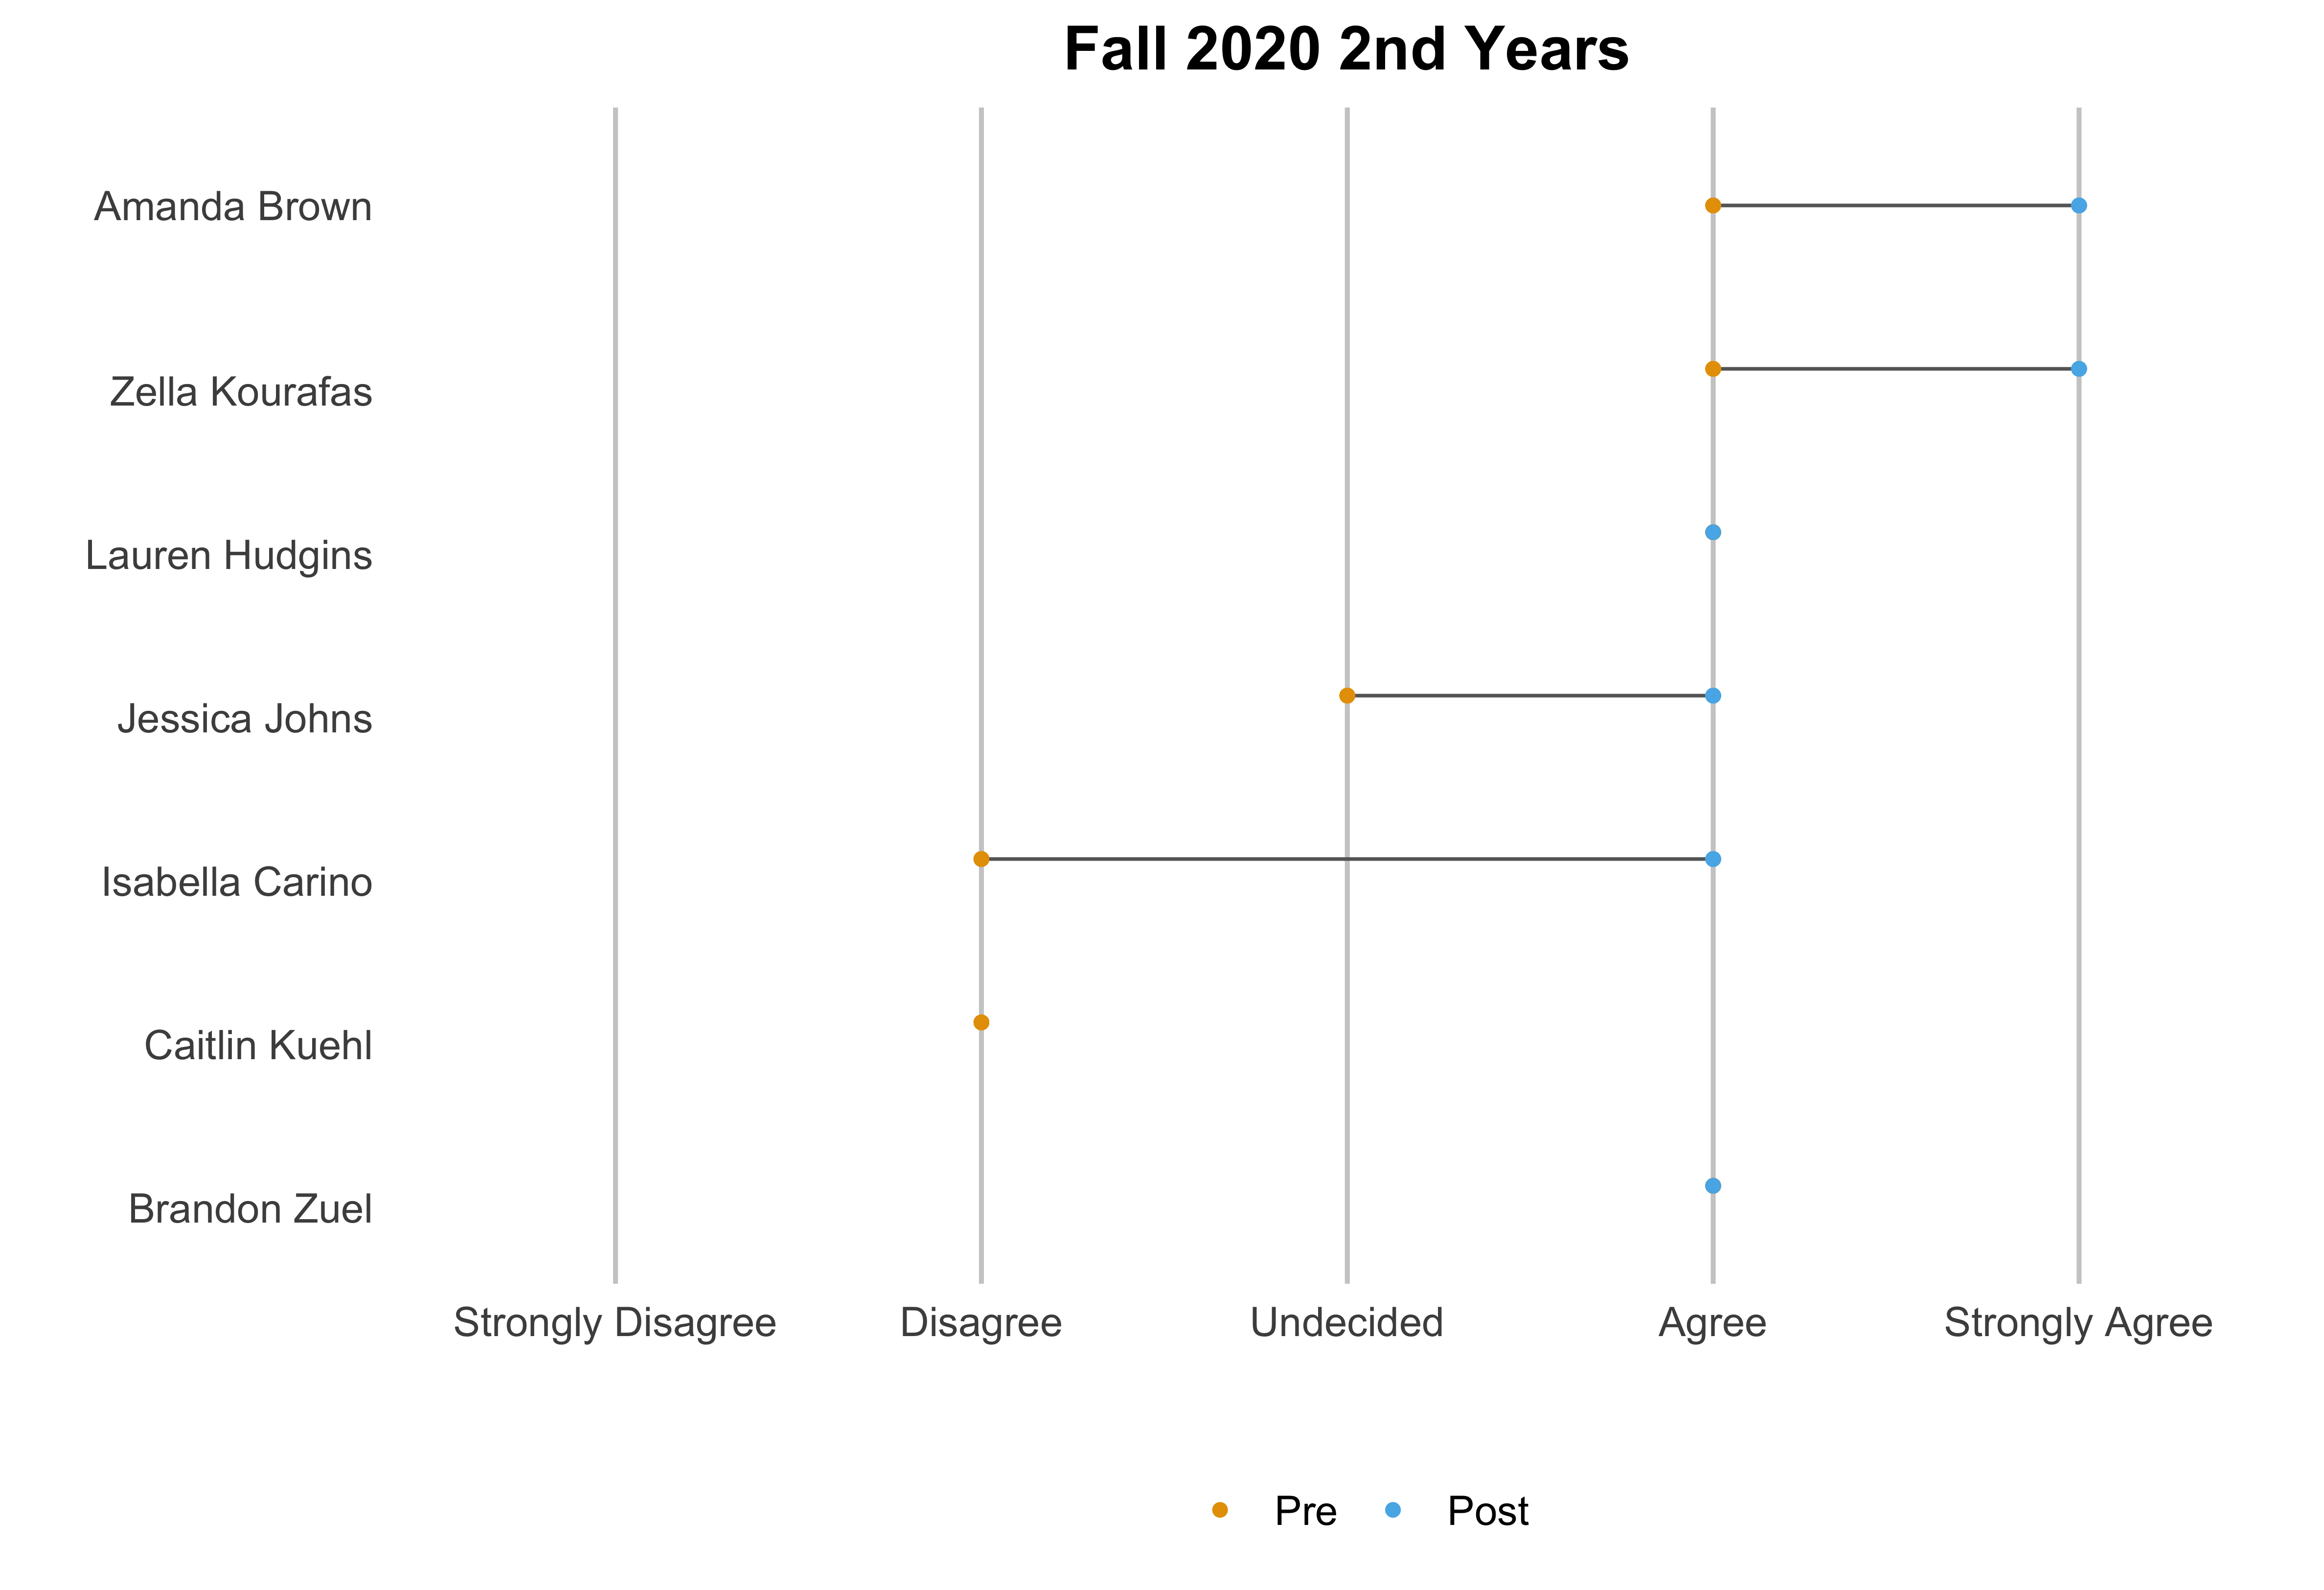 Fall 2020 2nd Years
Amanda Brown
Zella Kourafas
Lauren Hudgins
Jessica Johns
Isabella Carino
Caitlin Kuehl
Brandon Zuel
Strongly Disagree Disagree Undecided Agree Strongly Agree
Pre Post